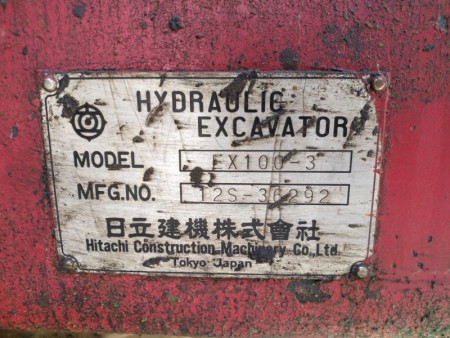 HYDRAULIC
EXCAVATOR
MODEL EX100-3
MFG.NO. 12S-36292
日立建機株式會社
Hitachi Construction Machinery Co.,Ltd.
Tokyo Japan